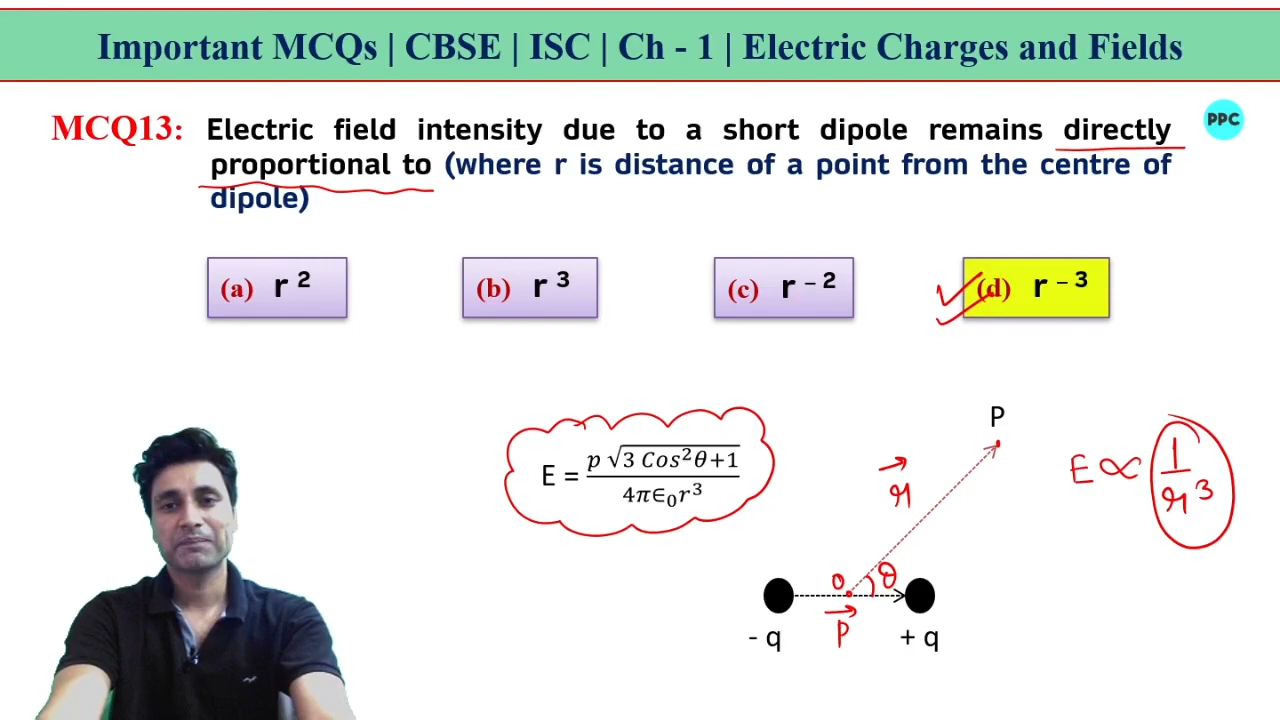 Important MCQs | CBSE | ISC | Ch - 1 | Electric Charges and Fields
MCQ13: Electric field intensity due to a short dipole remains directly
PPC
proportional to (where r is distance of a point from the centre of
dipole)
(a) r ²
(b) r ³
(c) r ⁻ ²
(d) r ⁻ ³
E = p √3 Cos²θ+1 / 4π∈₀r³
P
r
E ∝ 1/r³
O θ
p
- q
+ q